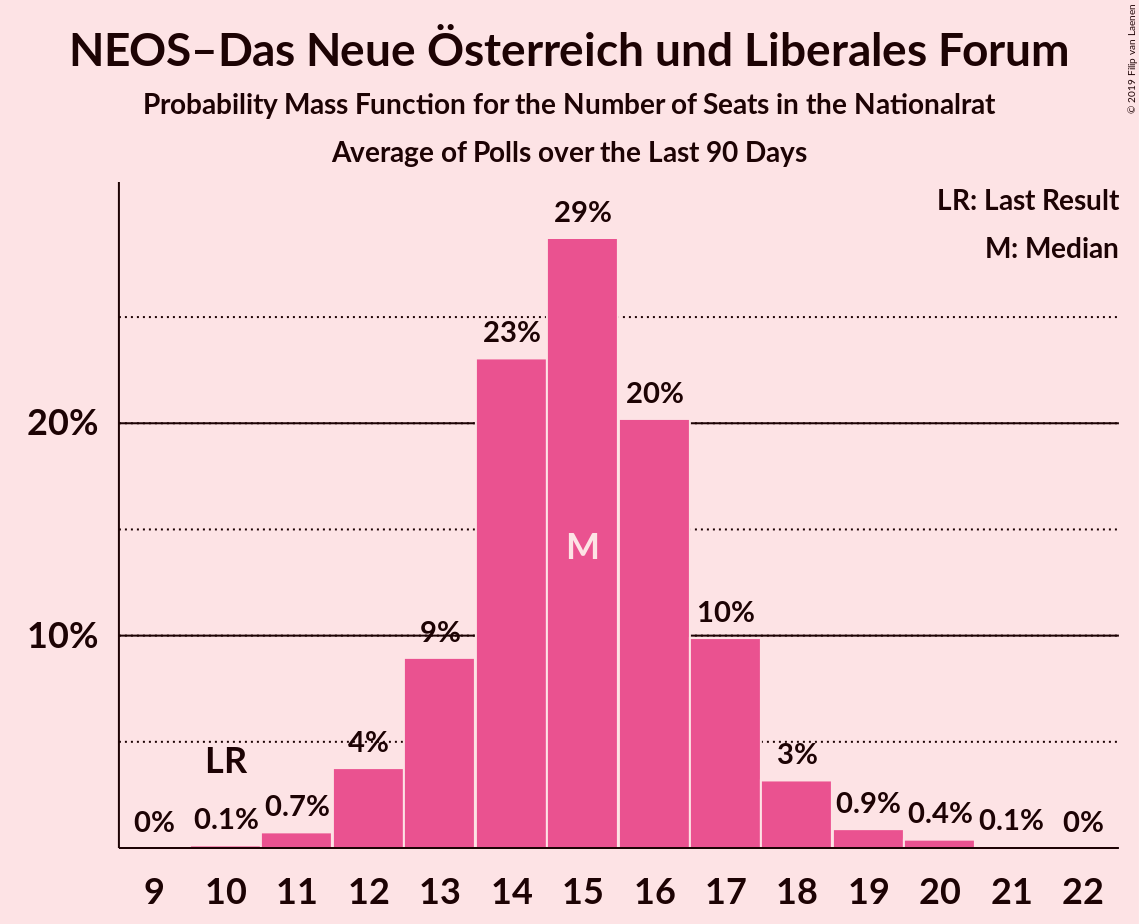 NEOS–Das Neue Österreich und Liberales Forum
Probability Mass Function for the Number of Seats in the Nationalrat
Average of Polls over the Last 90 Days
© 2019 Filip van Laenen
LR: Last Result
M: Median
29%
23%
20%
20%
M
10%
10%
9%
4%
3%
LR
0%
0.1%
0.7%
0.9%
0.4%
0.1%
0%
9 10 11 12 13 14 15 16 17 18 19 20 21 22